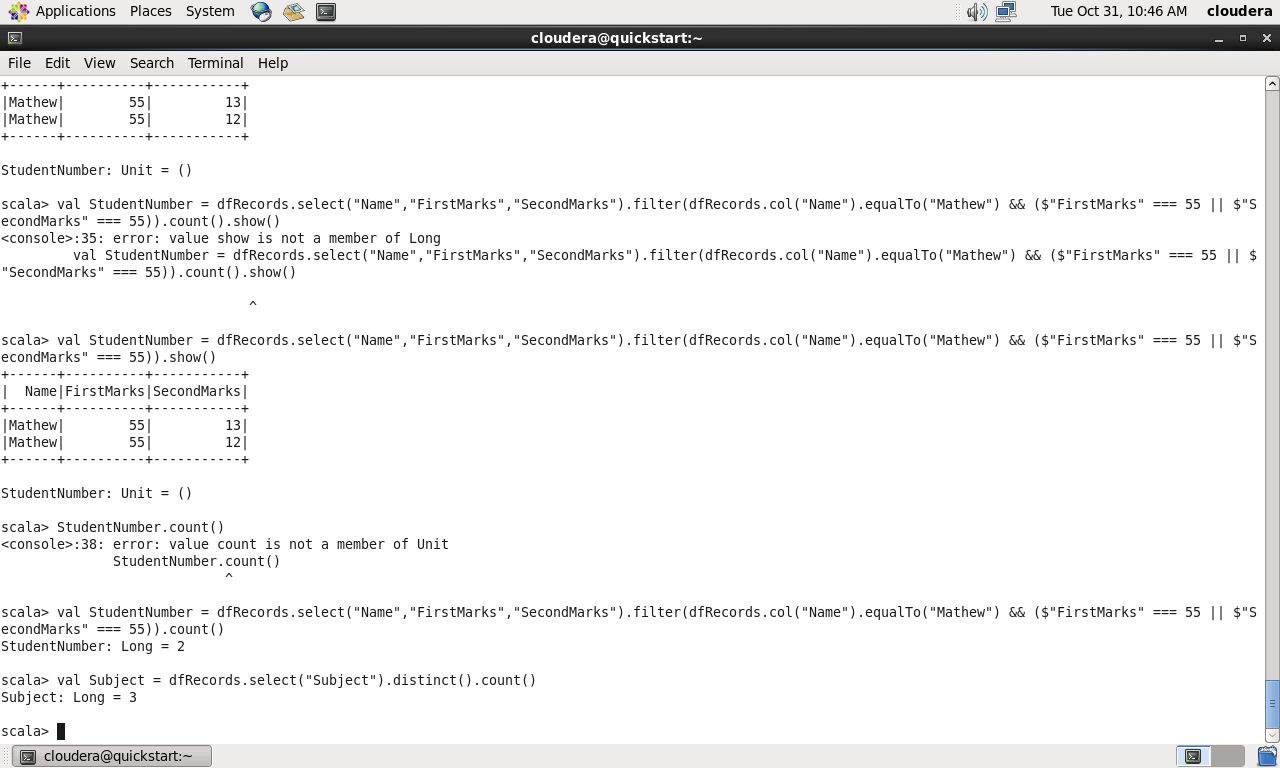 Applications Places System Tue Oct 31, 10:46 AM cloudera
cloudera@quickstart:~
File Edit View Search Terminal Help
+------+----------+-----------+
|Mathew|        55|         13|
|Mathew|        55|         12|
+------+----------+-----------+
StudentNumber: Unit = ()
scala> val StudentNumber = dfRecords.select("Name","FirstMarks","SecondMarks").filter(dfRecords.col("Name").equalTo("Mathew") && ($"FirstMarks" === 55 || $"S
econdMarks" === 55)).count().show()
<console>:35: error: value show is not a member of Long
         val StudentNumber = dfRecords.select("Name","FirstMarks","SecondMarks").filter(dfRecords.col("Name").equalTo("Mathew") && ($"FirstMarks" === 55 || $
"SecondMarks" === 55)).count().show()
                               ^
scala> val StudentNumber = dfRecords.select("Name","FirstMarks","SecondMarks").filter(dfRecords.col("Name").equalTo("Mathew") && ($"FirstMarks" === 55 || $"S
econdMarks" === 55)).show()
+------+----------+-----------+
|  Name|FirstMarks|SecondMarks|
+------+----------+-----------+
|Mathew|        55|         13|
|Mathew|        55|         12|
+------+----------+-----------+
StudentNumber: Unit = ()
scala> StudentNumber.count()
<console>:38: error: value count is not a member of Unit
              StudentNumber.count()
                            ^
scala> val StudentNumber = dfRecords.select("Name","FirstMarks","SecondMarks").filter(dfRecords.col("Name").equalTo("Mathew") && ($"FirstMarks" === 55 || $"S
econdMarks" === 55)).count()
StudentNumber: Long = 2
scala> val Subject = dfRecords.select("Subject").distinct().count()
Subject: Long = 3
scala>
cloudera@quickstart:~